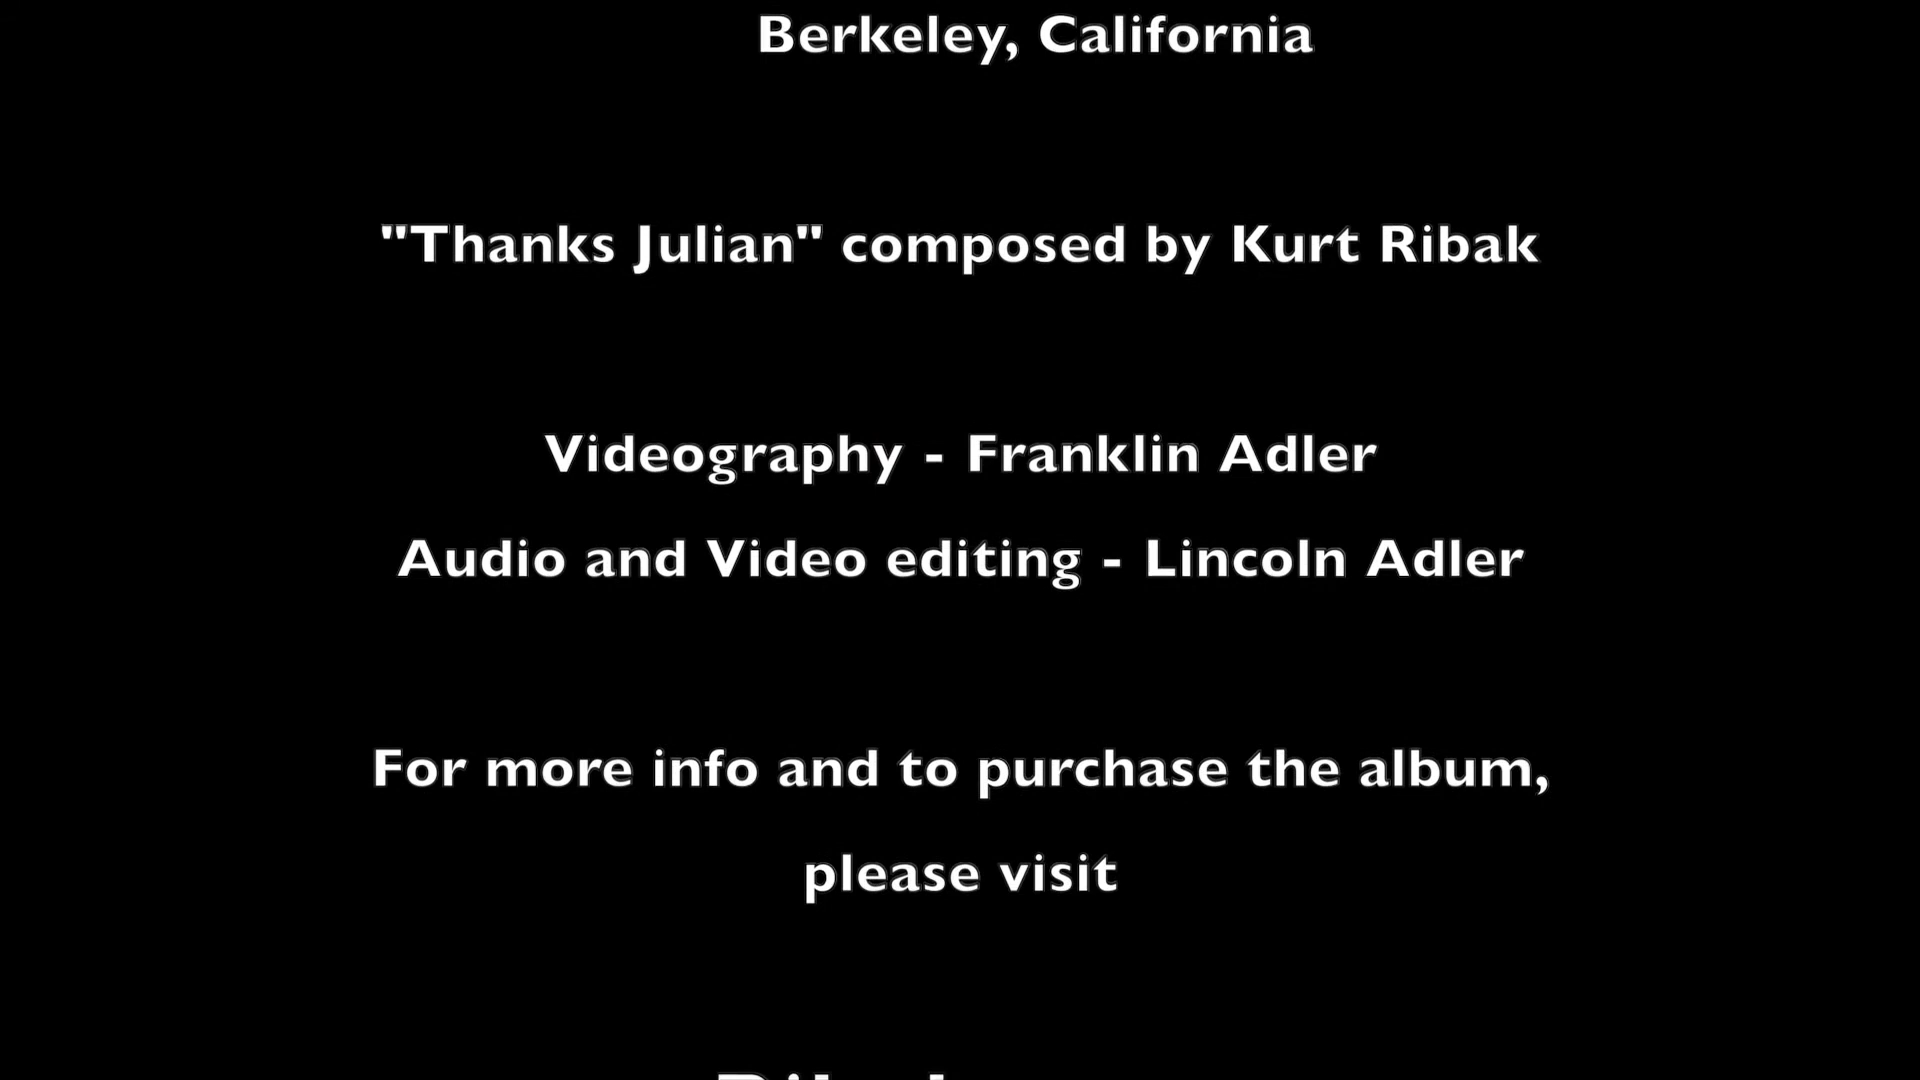 Berkeley, California
"Thanks Julian" composed by Kurt Ribak
Videography - Franklin Adler
Audio and Video editing - Lincoln Adler
For more info and to purchase the album,
please visit